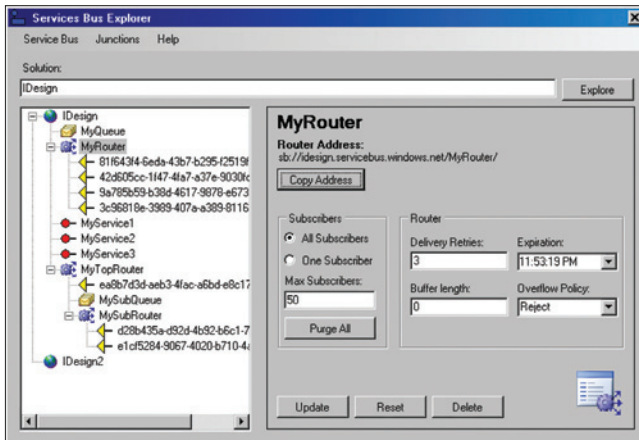 Services Bus Explorer
Service Bus Junctions Help
Solution:
IDesign
Explore
IDesign
MyQueue
MyRouter
81f643f4-6eda-43b7-b295-f2519f
42d605cc-1f47-4fa7-a37e-9030fc
9a785b59-b38d-4617-9878-e673
3c96818e-3989-407a-a389-8116
MyService1
MyService2
MyService3
MyTopRouter
ea8b7d3d-aeb3-4fac-a6bd-e8c17
MySubQueue
MySubRouter
d28b435a-d92d-4b92-b6c1-7
e1cf5284-9067-4020-b710-4a
IDesign2
MyRouter
Router Address:
sb://idesign.servicebus.windows.net/MyRouter/
Copy Address
Subscribers
All Subscribers
One Subscriber
Max Subscribers:
50
Purge All
Router
Delivery Retries: Expiration:
3 11:53:19 PM
Buffer length: Overflow Policy:
0 Reject
Update Reset Delete